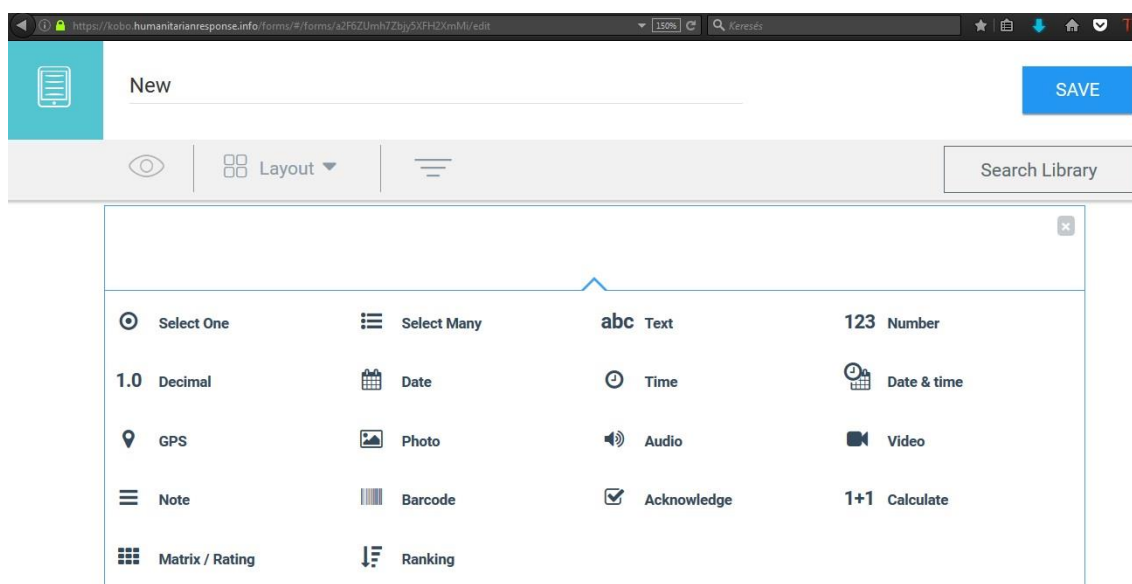 https://kobo.humanitarianresponse.info/forms/#/forms/a2F6ZUmh7Zbjy5XFH2XmMi/edit 150% Keresés
New
SAVE
Layout
Search Library
Select One Select Many abc Text 123 Number
1.0 Decimal Date Time Date & time
GPS Photo Audio Video
Note Barcode Acknowledge 1+1 Calculate
Matrix / Rating Ranking